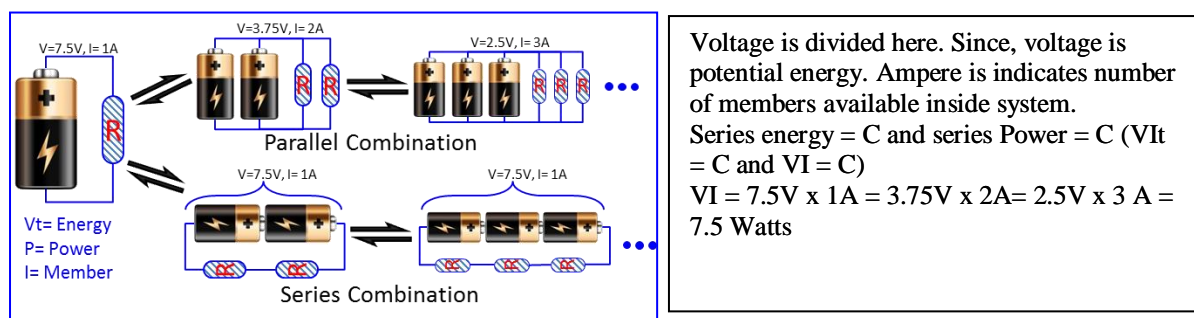 V=7.5V, I= 1A
V=3.75V, I= 2A
V=2.5V, I= 3A
R
R R
R R R
Parallel Combination
V=7.5V, I= 1A
V=7.5V, I= 1A
R R
R R R
Series Combination
Vt= Energy
P= Power
I= Member
Voltage is divided here. Since, voltage is
potential energy. Ampere is indicates number
of members available inside system.
Series energy = C and series Power = C (VIt
= C and VI = C)
VI = 7.5V x 1A = 3.75V x 2A= 2.5V x 3 A =
7.5 Watts